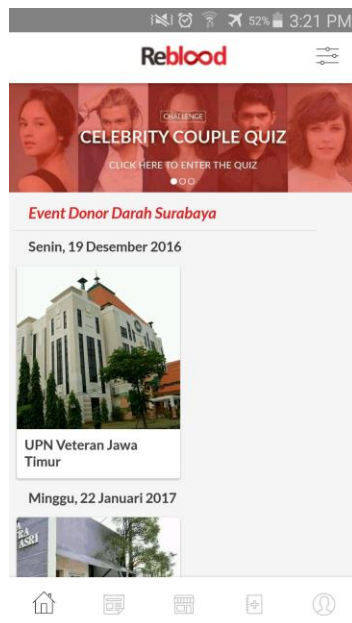 52% 3:21 PM
Reblood
CHALLENGE
CELEBRITY COUPLE QUIZ
CLICK HERE TO ENTER THE QUIZ
Event Donor Darah Surabaya
Senin, 19 Desember 2016
UPN Veteran Jawa
Timur
Minggu, 22 Januari 2017